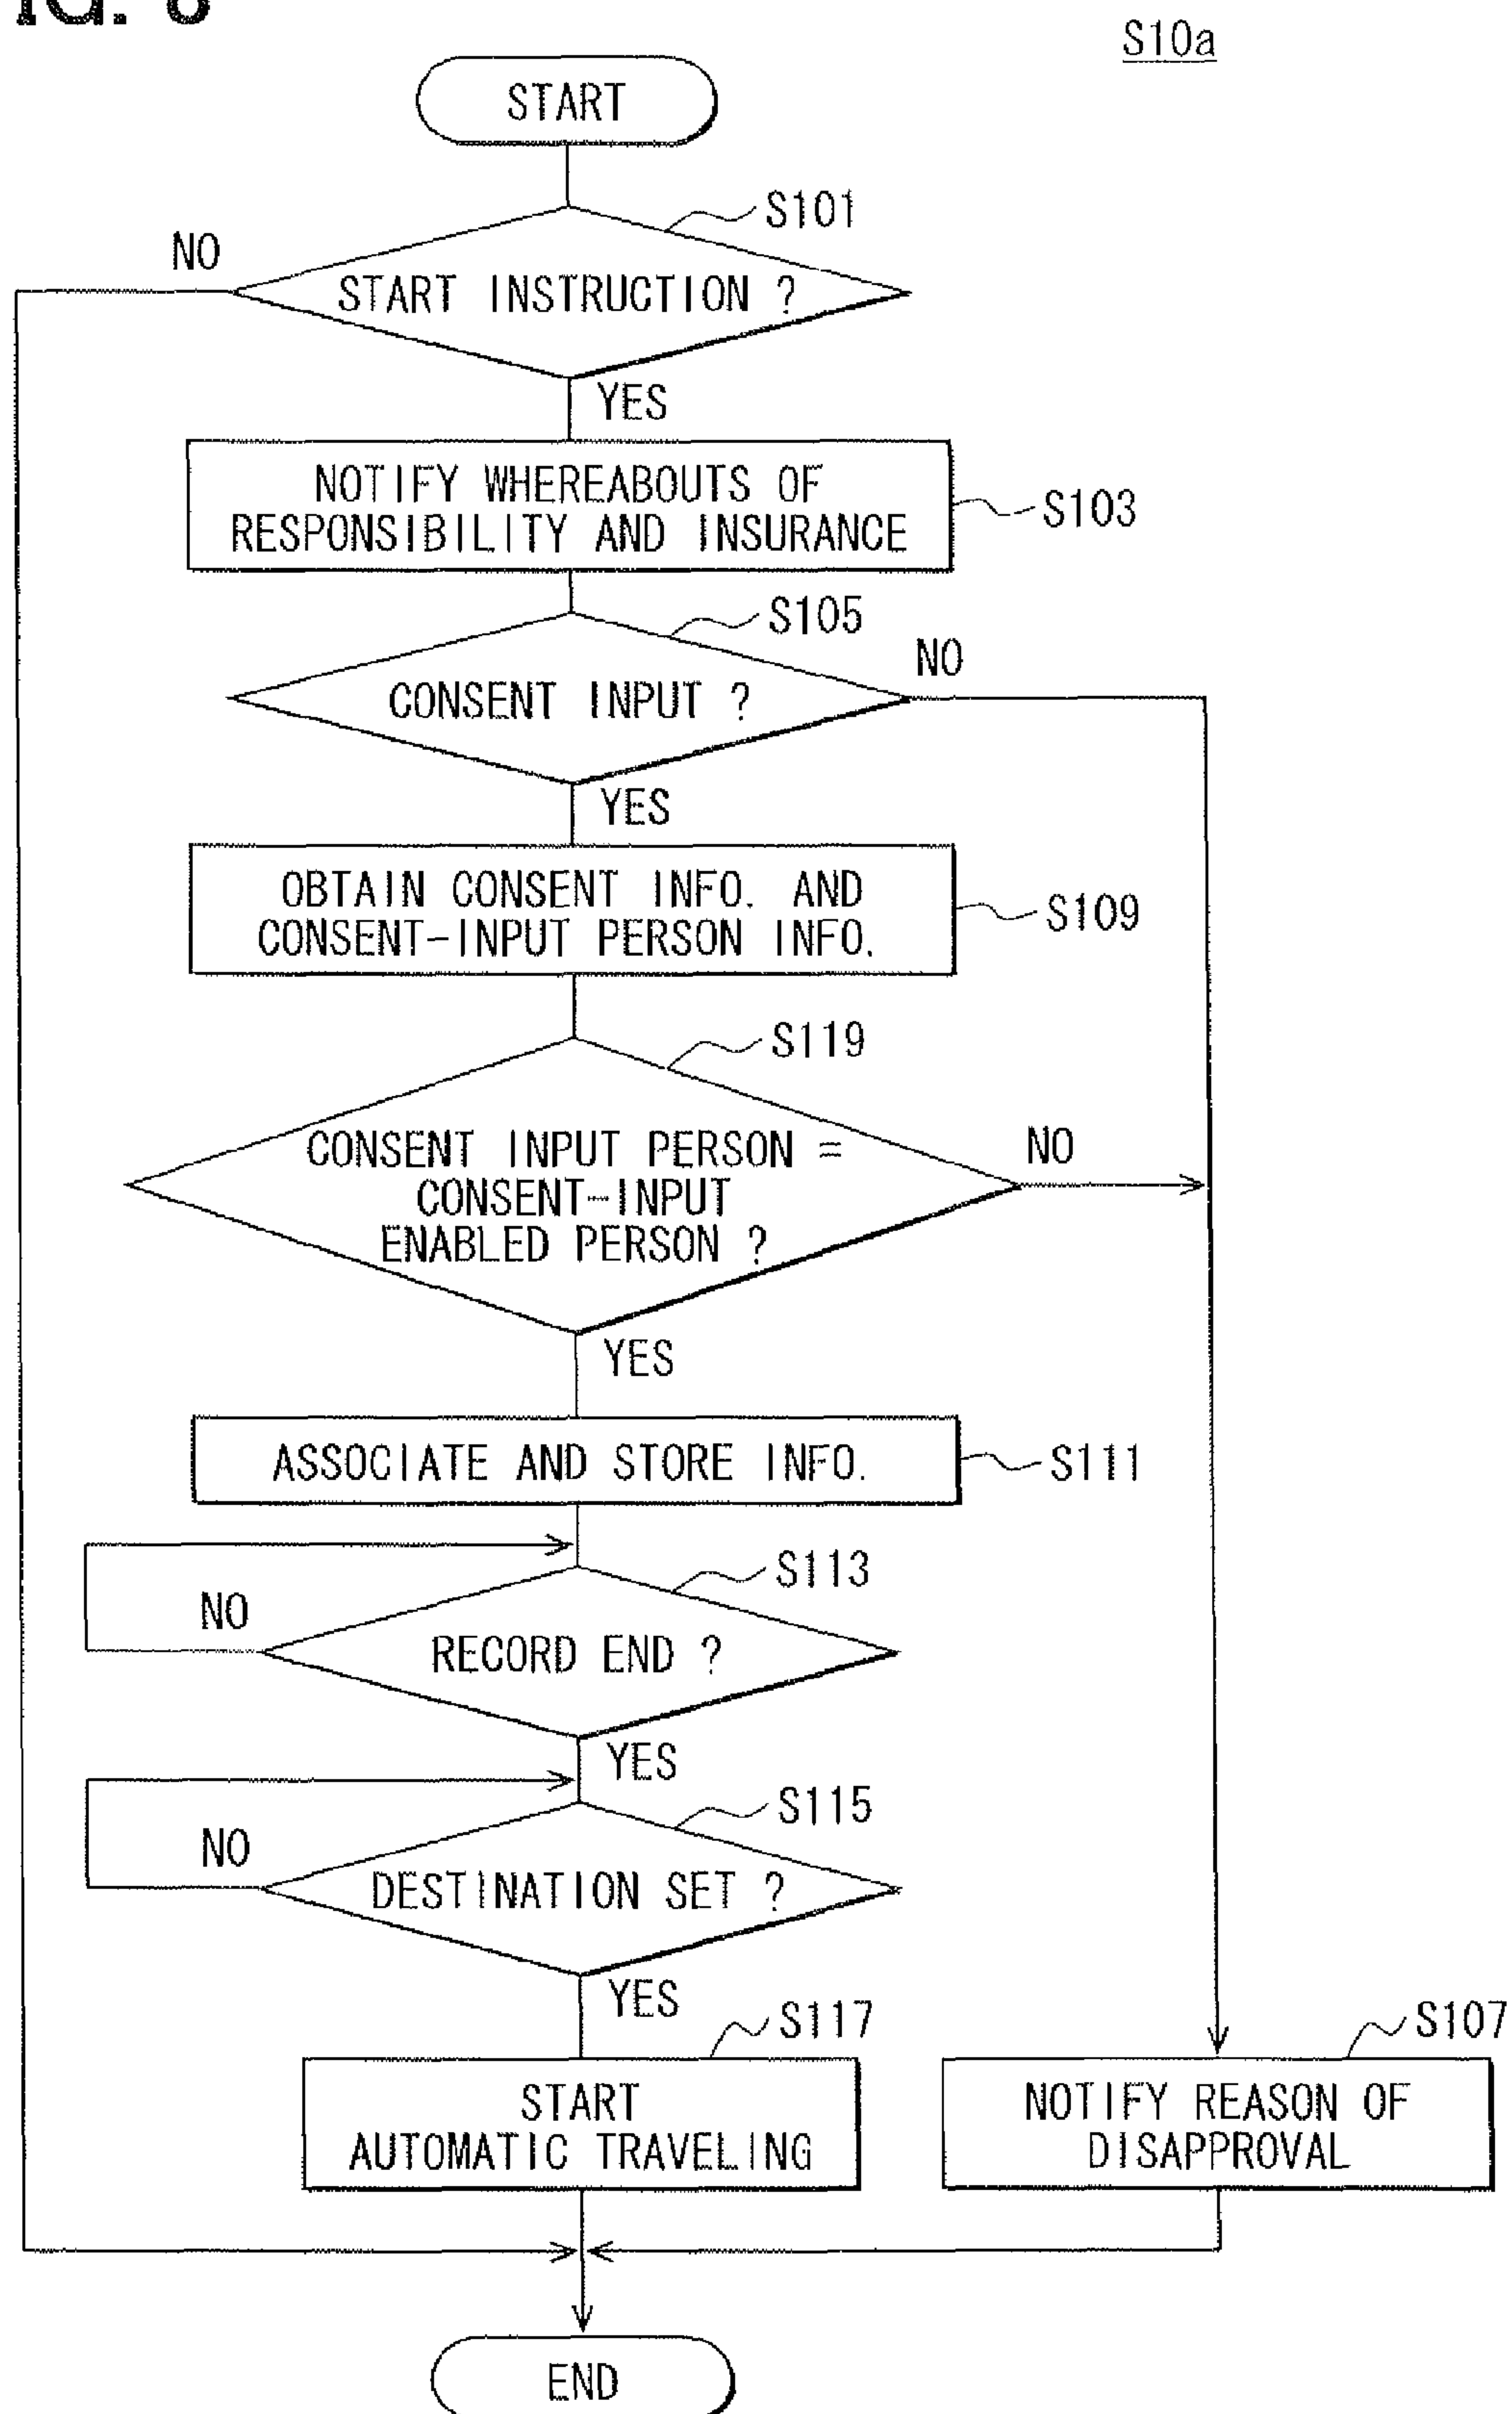 S10a
START
S101
NO
START INSTRUCTION ?
YES
NOTIFY WHEREABOUTS OF
RESPONSIBILITY AND INSURANCE
S103
S105
NO
CONSENT INPUT ?
YES
OBTAIN CONSENT INFO. AND
CONSENT-INPUT PERSON INFO.
S109
S119
CONSENT INPUT PERSON =
CONSENT-INPUT
ENABLED PERSON ?
NO
YES
ASSOCIATE AND STORE INFO.
S111
S113
NO
RECORD END ?
YES
S115
NO
DESTINATION SET ?
YES
S117
S107
START
AUTOMATIC TRAVELING
NOTIFY REASON OF
DISAPPROVAL
END